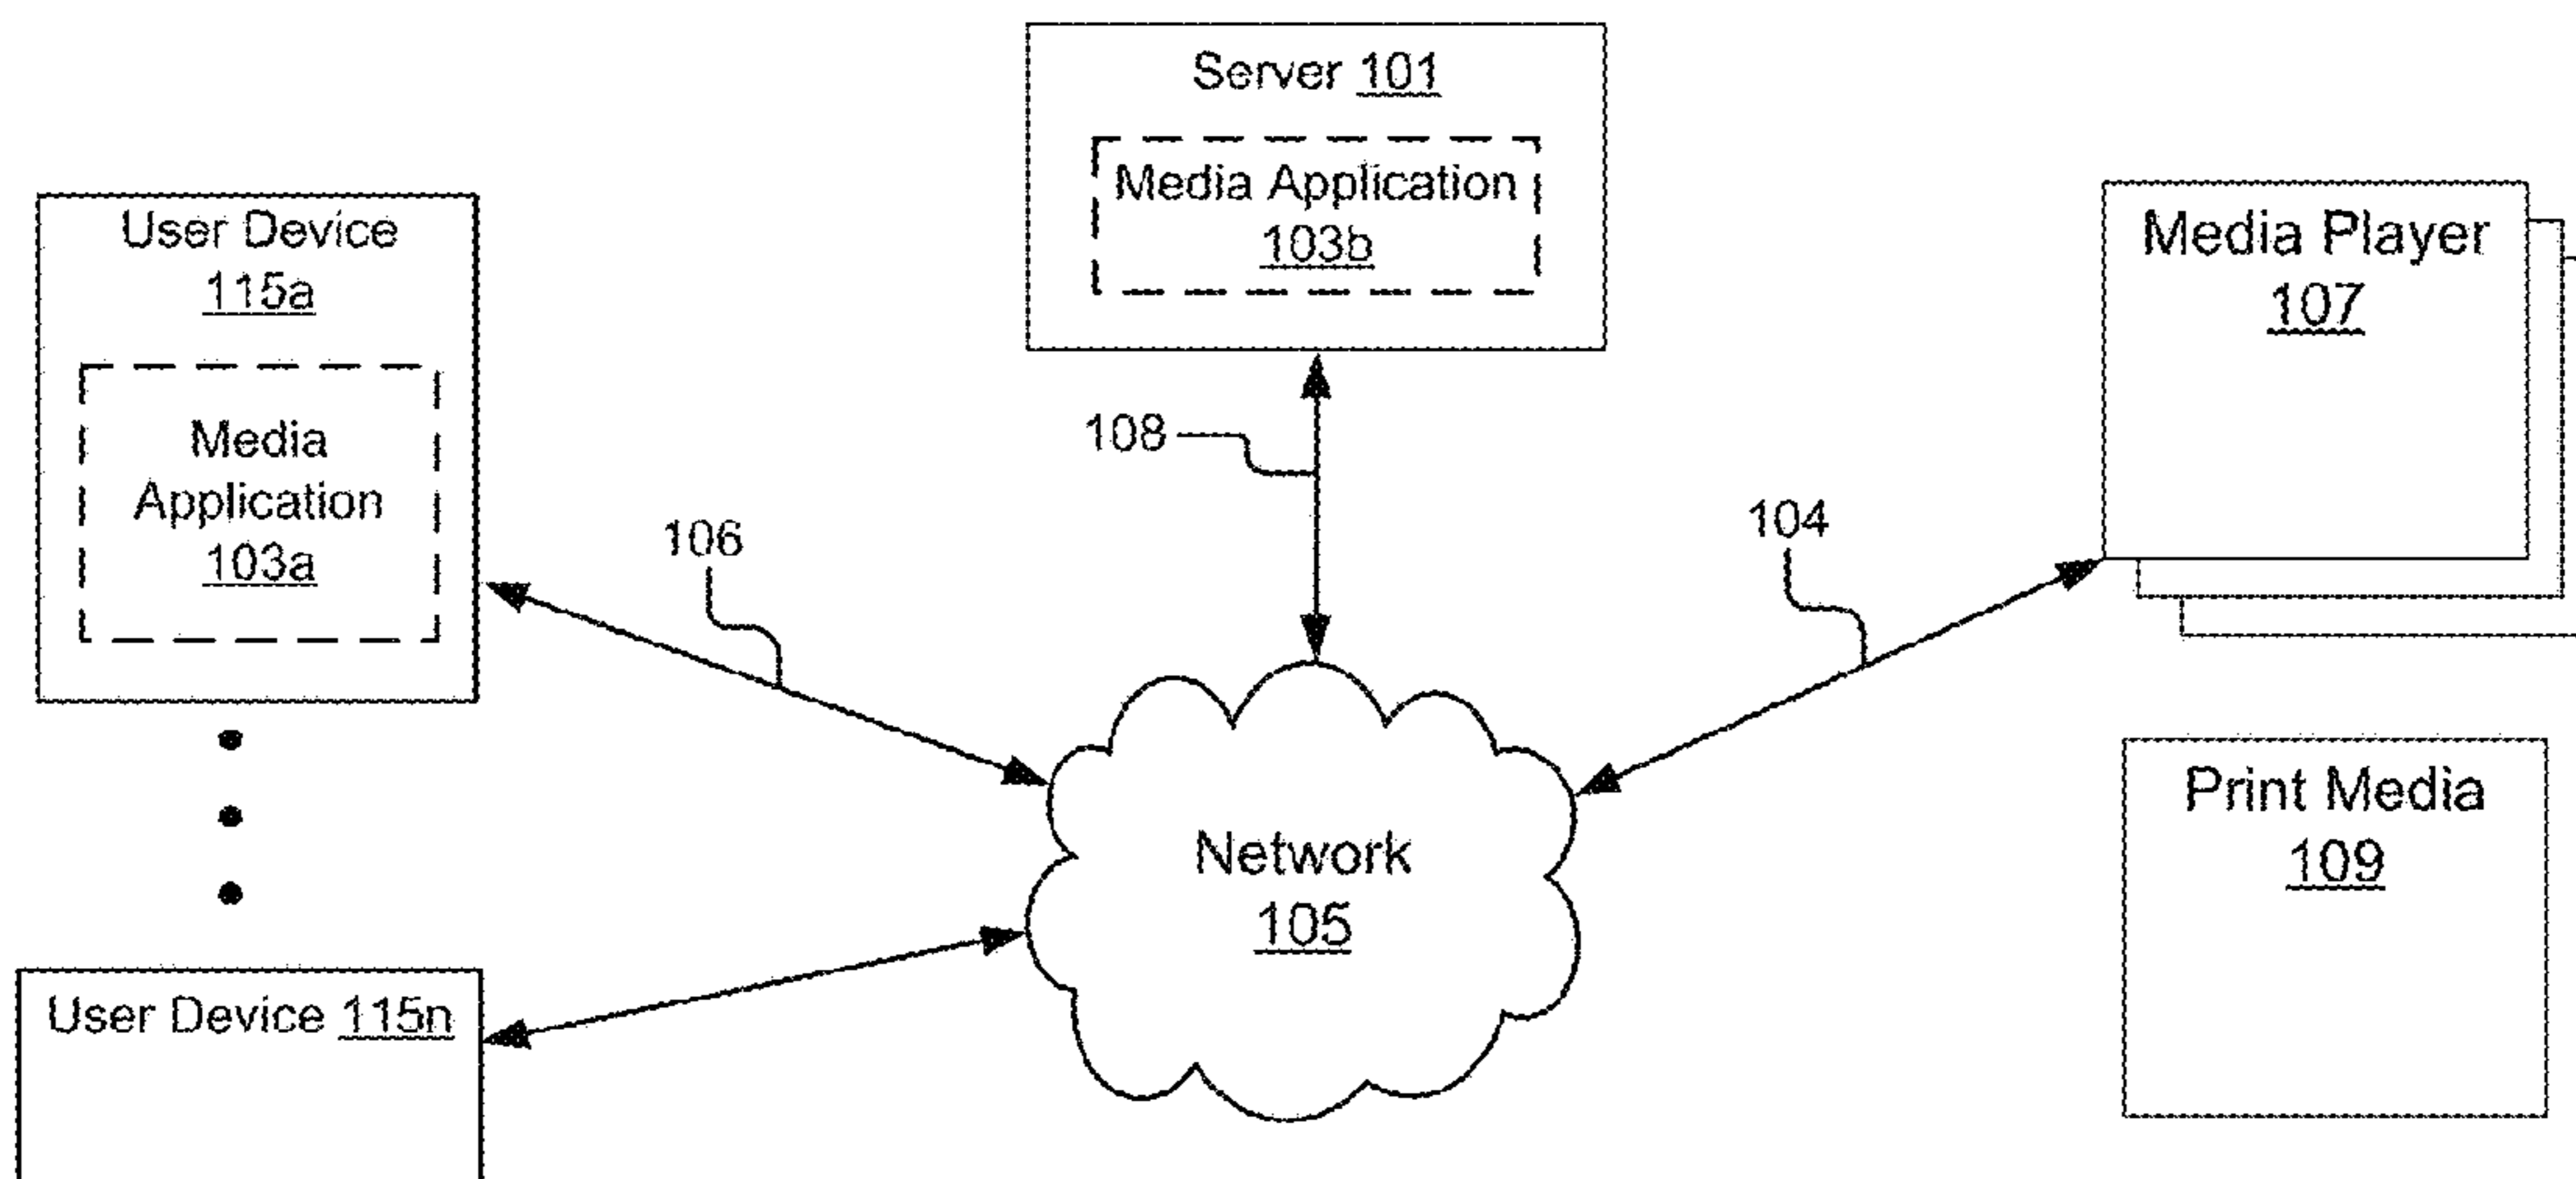 Server 101
Media Application
103b
User Device
115a
Media
Application
103a
Media Player
107
108
106
104
Network
105
Print Media
109
User Device 115n